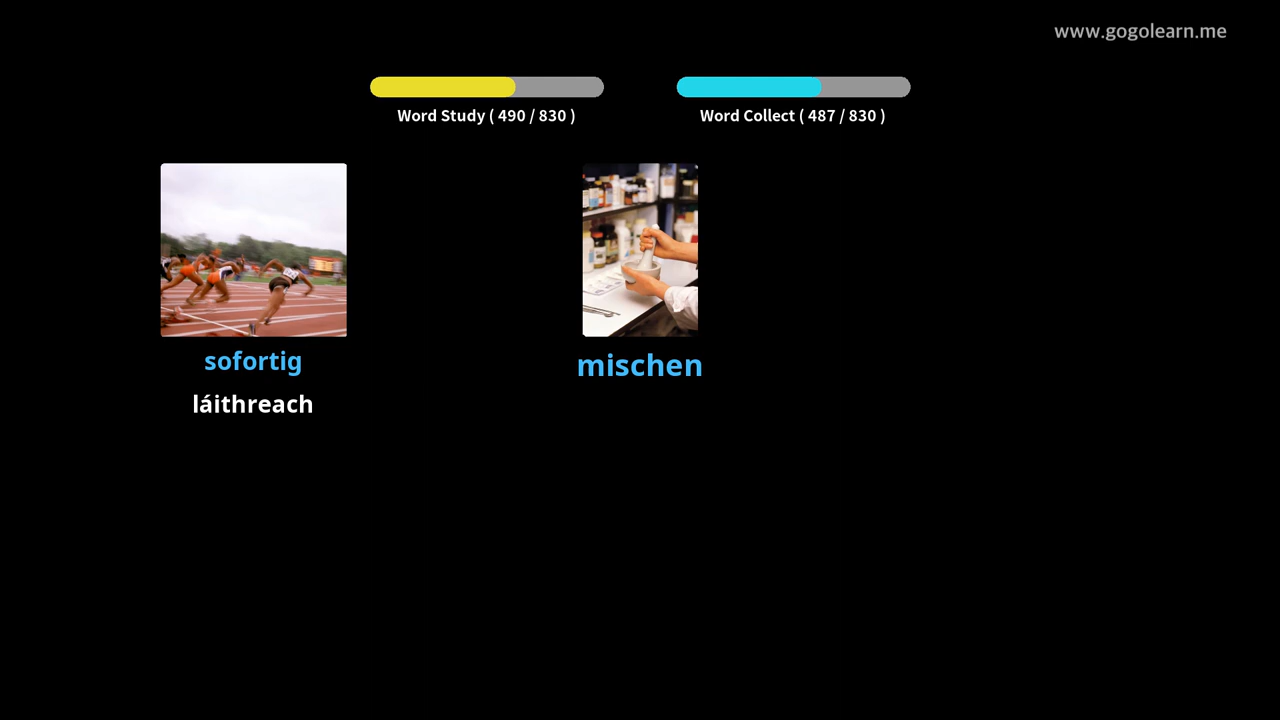 www.gogolearn.me
Word Study ( 490 / 830 )
Word Collect ( 487 / 830 )
sofortig
láithreach
mischen